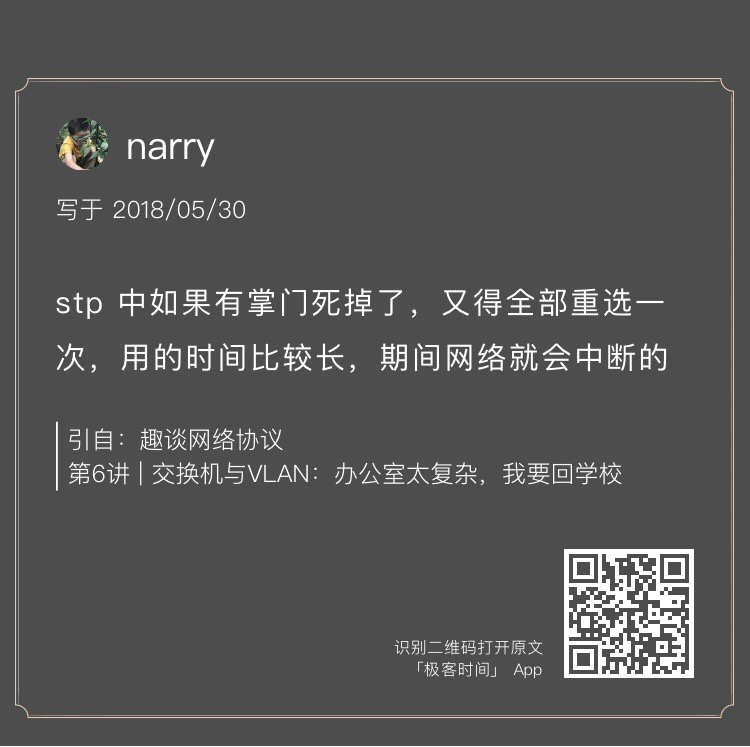 narry
写于 2018/05/30
stp 中如果有掌门死掉了，又得全部重选一
次，用的时间比较长，期间网络就会中断的
引自：趣谈网络协议
第6讲 | 交换机与VLAN：办公室太复杂，我要回学校
识别二维码打开原文
「极客时间」 App